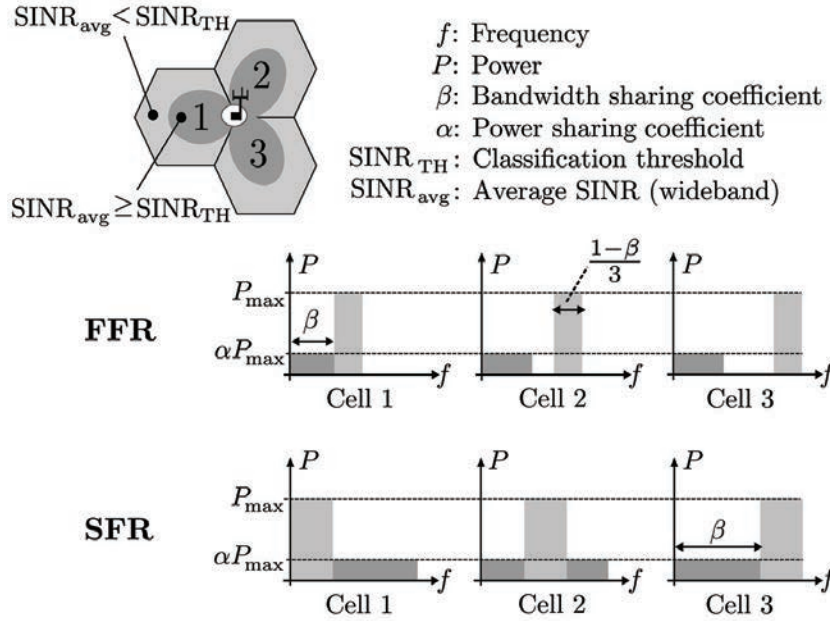 SINR_avg < SINR_TH
1
2
3
SINR_avg ≥ SINR_TH
f: Frequency
P: Power
β: Bandwidth sharing coefficient
α: Power sharing coefficient
SINR_TH: Classification threshold
SINR_avg: Average SINR (wideband)
FFR
P P P
P_max
αP_max
β
(1−β)/3
f f f
Cell 1 Cell 2 Cell 3
SFR
P P P
P_max
αP_max
β
f f f
Cell 1 Cell 2 Cell 3